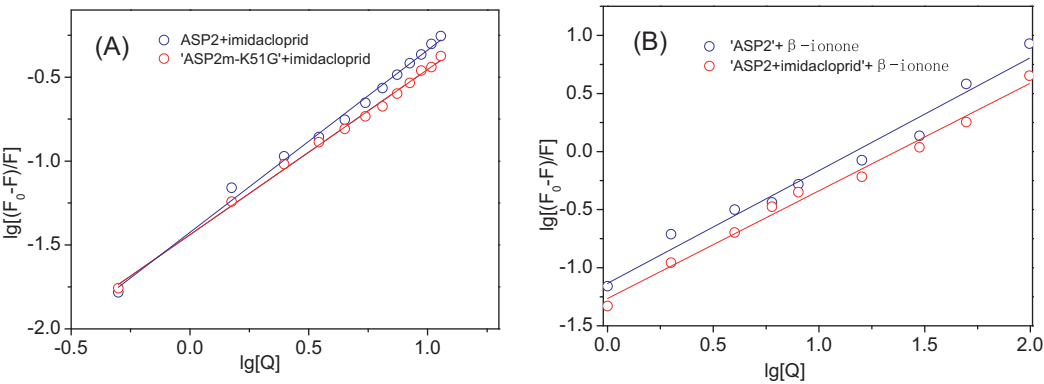 (A)
ASP2+imidacloprid
'ASP2m-K51G'+imidacloprid
-0.5
-1.0
-1.5
-2.0
-0.5
0.0
0.5
1.0
lg[Q]
lg[(F₀-F)/F]
(B)
'ASP2'+β-ionone
'ASP2+imidacloprid'+β-ionone
1.0
0.5
0.0
-0.5
-1.0
-1.5
0.0
0.5
1.0
1.5
2.0
lg[Q]
lg[(F₀-F)/F]